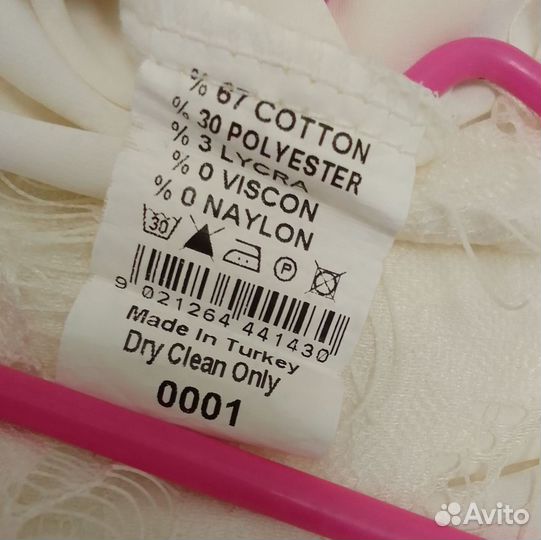 % 67 COTTON
% 30 POLYESTER
% 3 LYCRA
% 0 VISCON
% 0 NAYLON
30 P
9 021264 441430
Made In Turkey
Dry Clean Only
0001
Avito